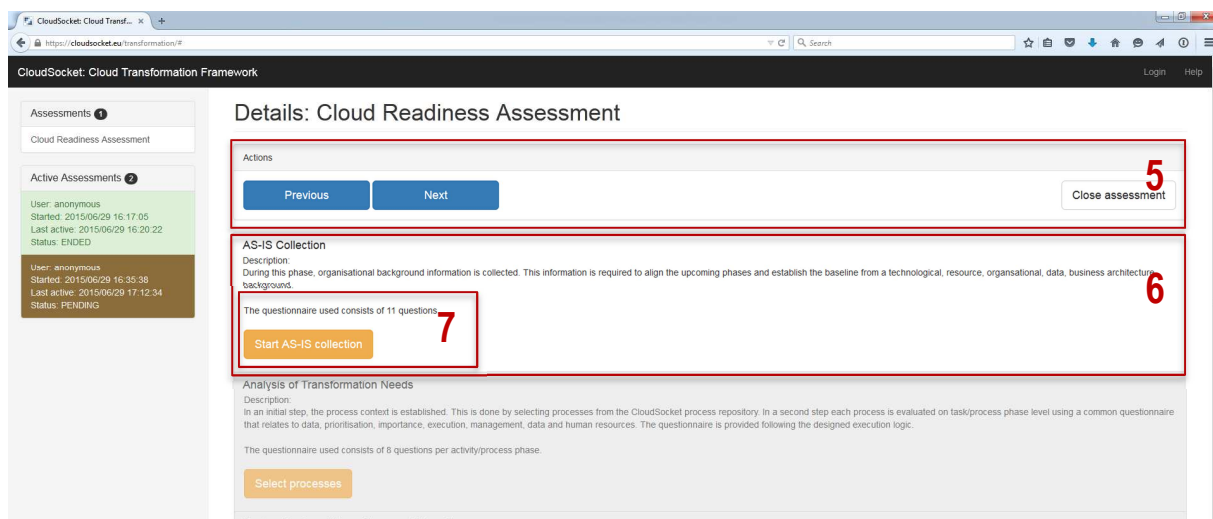 CloudSocket: Cloud Transf... × +
https://cloudsocket.eu/transformation/#
Search
CloudSocket: Cloud Transformation Framework
Login Help
Assessments 1
Cloud Readiness Assessment
Active Assessments 2
User: anonymous
Started: 2015/06/29 16:17:05
Last active: 2015/06/29 16:20:22
Status: ENDED
User: anonymous
Started: 2015/06/29 16:35:38
Last active: 2015/06/29 17:12:34
Status: PENDING
Details: Cloud Readiness Assessment
Actions
5
Previous
Next
Close assessment
AS-IS Collection
Description:
During this phase, organisational background information is collected. This information is required to align the upcoming phases and establish the baseline from a technological, resource, organsational, data, business architecture
background.
6
The questionnaire used consists of 11 questions
7
Start AS-IS collection
Analysis of Transformation Needs
Description:
In an initial step, the process context is established. This is done by selecting processes from the CloudSocket process repository. In a second step each process is evaluated on task/process phase level using a common questionnaire
that relates to data, prioritisation, importance, execution, management, data and human resources. The questionnaire is provided following the designed execution logic.
The questionnaire used consists of 8 questions per activity/process phase.
Select processes